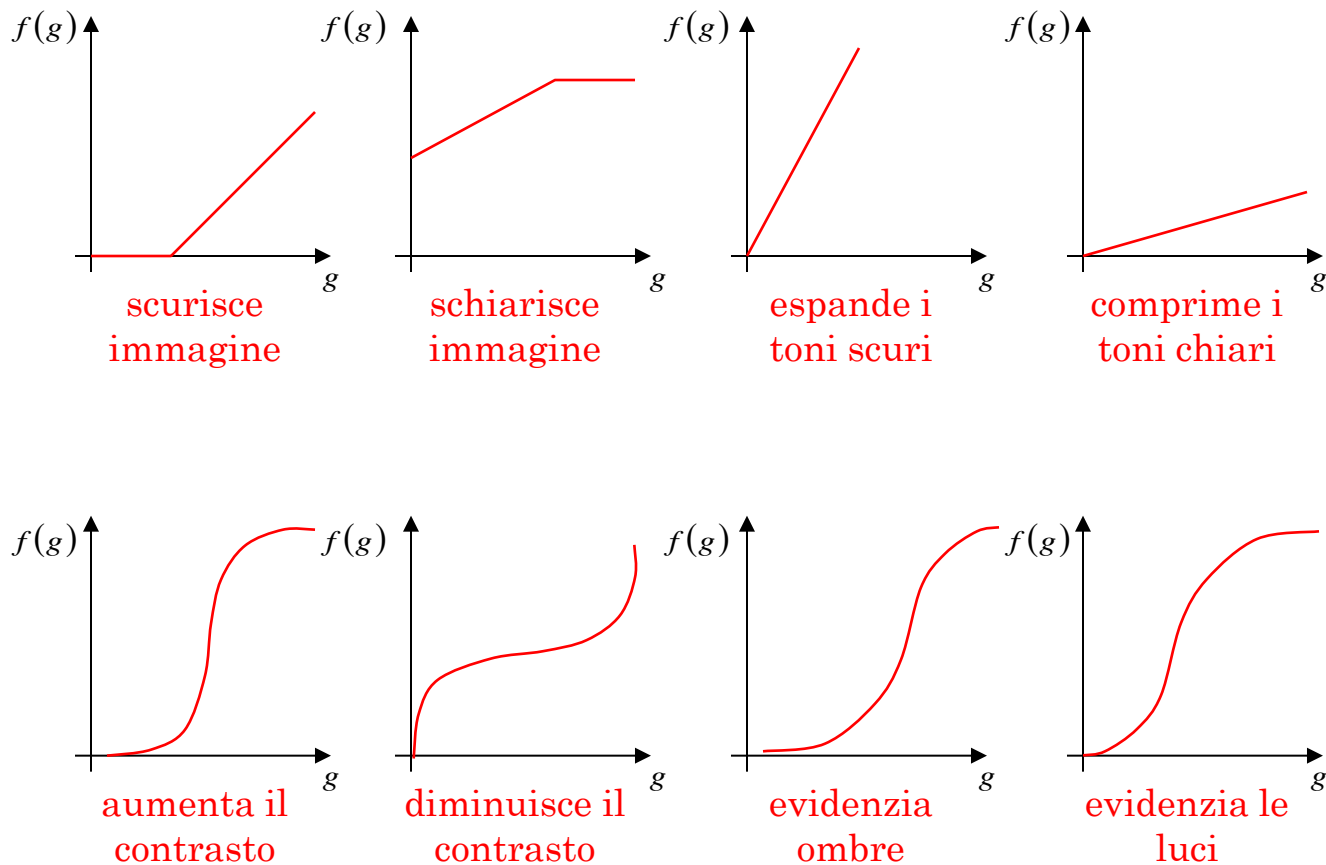 f(g)
g
scurisce
immagine
f(g)
g
schiarisce
immagine
f(g)
g
espande i
toni scuri
f(g)
g
comprime i
toni chiari
f(g)
g
aumenta il
contrasto
f(g)
g
diminuisce il
contrasto
f(g)
g
evidenzia
ombre
f(g)
g
evidenzia le
luci